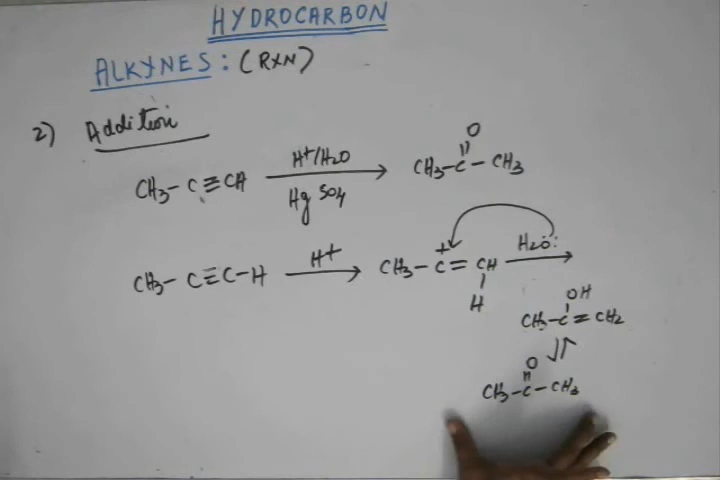 HYDROCARBON
ALKYNES : (RXN)
2) Addition
CH3 - C ≡ CH H+/H2O HgSO4 → CH3 - C - CH3
O
||
CH3 - C ≡ C - H H+ → CH3 - C+ = CH H2Ö: →
|
H
OH
|
CH3 - C = CH2
⇌
O
||
CH3 - C - CH3